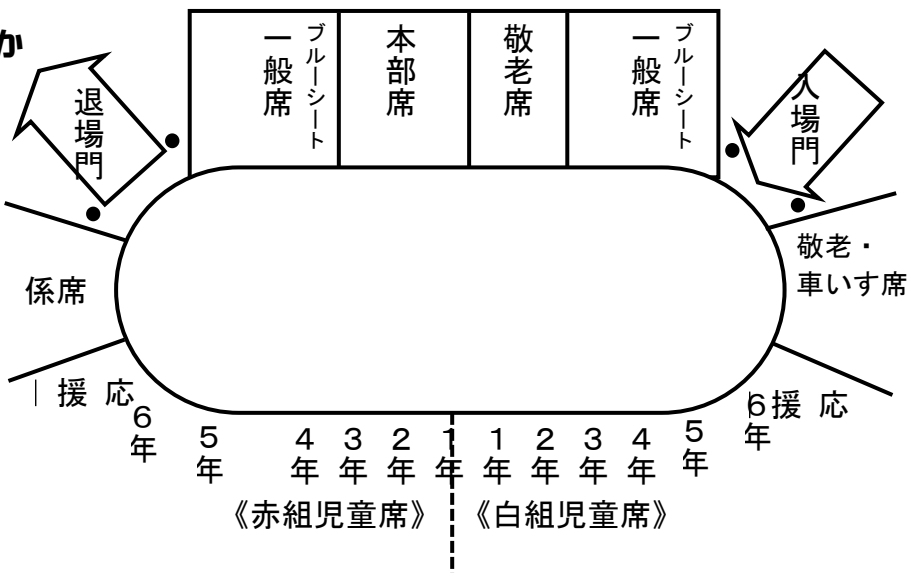 か
退場門
一般席
ブルーシート
本部席
敬老席
一般席
ブルーシート
入場門
係席
敬老・
車いす席
援 応
6年
5年
4年
3年
2年
1年
1年
2年
3年
4年
5年
6年
援 応
《赤組児童席》
《白組児童席》